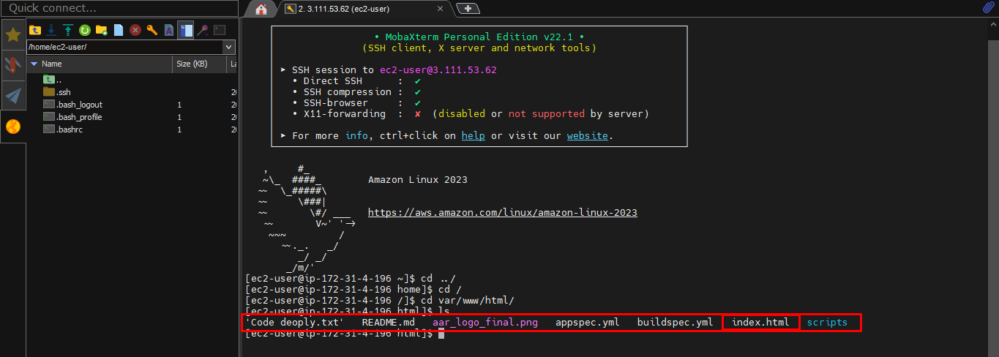 Quick connect...
2. 3.111.53.62 (ec2-user)
/home/ec2-user/
Name Size (KB) La
..
.ssh 20
.bash_logout 1 20
.bash_profile 1 20
.bashrc 1 20
• MobaXterm Personal Edition v22.1 •
(SSH client, X server and network tools)
➤ SSH session to ec2-user@3.111.53.62
• Direct SSH : ✔
• SSH compression : ✔
• SSH-browser : ✔
• X11-forwarding : ✘ (disabled or not supported by server)
➤ For more info, ctrl+click on help or visit our website.
, #_
~\_ ####_ Amazon Linux 2023
~~ \_#####\
~~ \###|
~~ \#/ ___ https://aws.amazon.com/linux/amazon-linux-2023
~~ V~' '->
~~~ /
~~._. _/
_/ _/
_/m/'
[ec2-user@ip-172-31-4-196 ~]$ cd ../
[ec2-user@ip-172-31-4-196 home]$ cd /
[ec2-user@ip-172-31-4-196 /]$ cd var/www/html/
[ec2-user@ip-172-31-4-196 html]$ ls
'Code deoply.txt' README.md aar_logo_final.png appspec.yml buildspec.yml index.html scripts
[ec2-user@ip-172-31-4-196 html]$